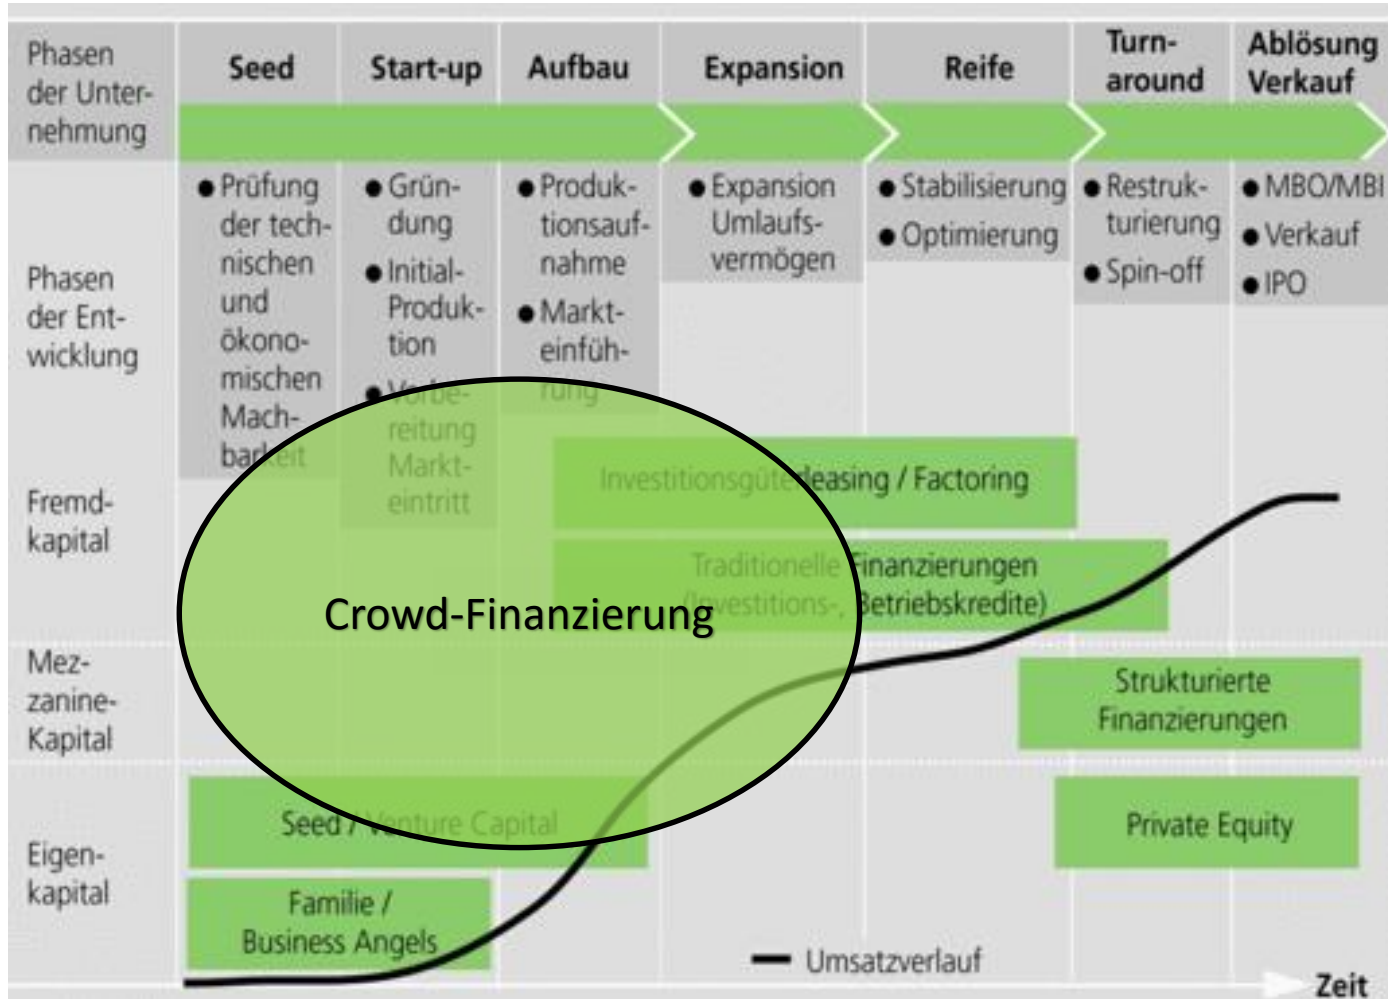 Phasen
der Unter-
nehmung
Seed
Start-up
Aufbau
Expansion
Reife
Turn-
around
Ablösung
Verkauf
Phasen
der Ent-
wicklung
● Prüfung
der tech-
nischen
und
ökono-
mischen
Mach-
barkeit
● Grün-
dung
● Initial-
Produk-
tion
● Vorbe-
reitung
Markt-
eintritt
● Produk-
tionsauf-
nahme
● Markt-
einfüh-
rung
● Expansion
Umlaufs-
vermögen
● Stabilisierung
● Optimierung
● Restruk-
turierung
● Spin-off
● MBO/MBI
● Verkauf
● IPO
Fremd-
kapital
Investitionsgüterleasing / Factoring
Traditionelle Finanzierungen
(Investitions-, Betriebskredite)
Crowd-Finanzierung
Mez-
zanine-
Kapital
Strukturierte
Finanzierungen
Eigen-
kapital
Seed / Venture Capital
Private Equity
Familie /
Business Angels
Umsatzverlauf
Zeit